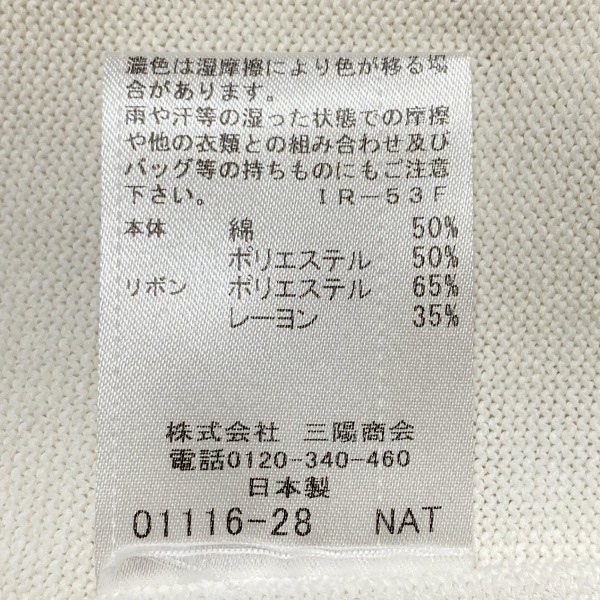 濃色は湿摩擦により色が移る場
合があります。
雨や汗等の湿った状態での摩擦
や他の衣類との組み合わせ及び
バッグ等の持ちものにもご注意
下さい。 IR-53F
本体 綿 50%
ポリエステル 50%
リボン ポリエステル 65%
レーヨン 35%
株式会社 三陽商会
電話0120-340-460
日本製
01116-28 NAT